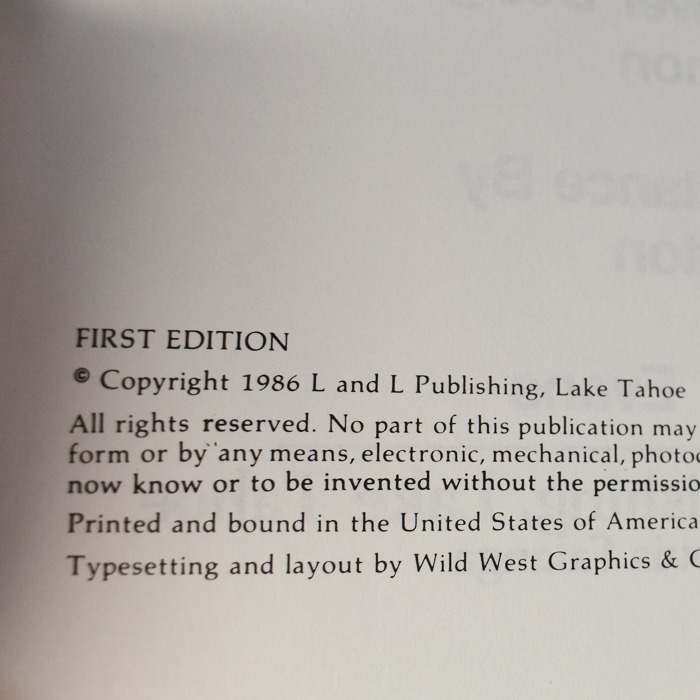 FIRST EDITION
© Copyright 1986 L and L Publishing, Lake Tahoe
All rights reserved. No part of this publication may
form or by any means, electronic, mechanical,
now know or to be invented without the
Printed and bound in the United States of America
Typesetting and layout by Wild West Graphics &